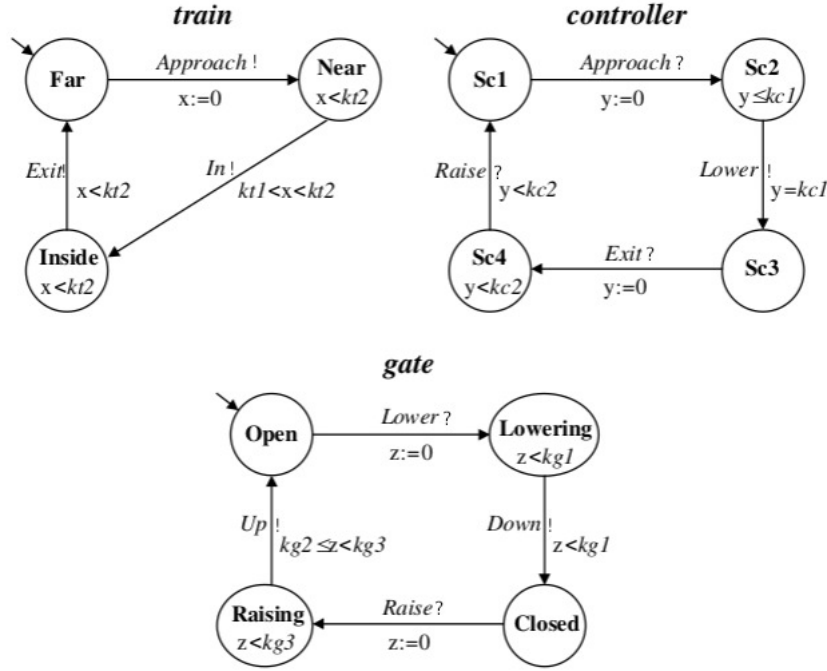 train
Far
Approach !
x:=0
Near
x<kt2
Exit!
x<kt2
In !
kt1<x<kt2
Inside
x<kt2
controller
Sc1
Approach ?
y:=0
Sc2
y≤kc1
Raise ?
y<kc2
Lower !
y=kc1
Sc4
y<kc2
Exit ?
y:=0
Sc3
gate
Open
Lower ?
z:=0
Lowering
z<kg1
Up !
kg2≤z<kg3
Down !
z<kg1
Raising
z<kg3
Raise?
z:=0
Closed